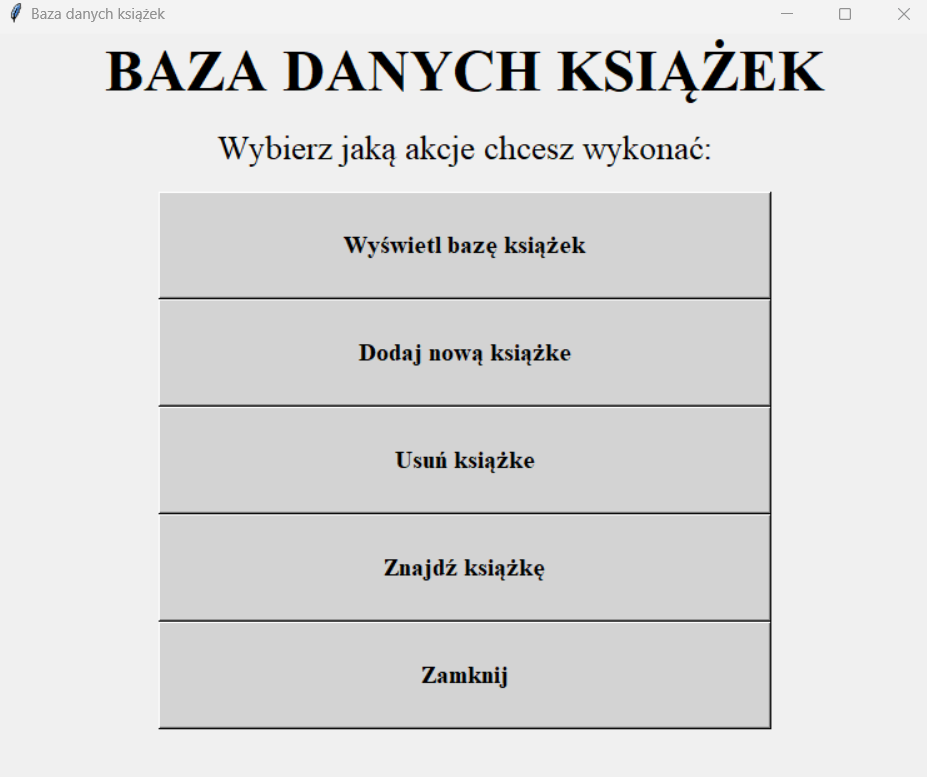 Baza danych książek
BAZA DANYCH KSIĄŻEK
Wybierz jaką akcje chcesz wykonać:
Wyświetl bazę książek
Dodaj nową książke
Usuń książke
Znajdź książkę
Zamknij